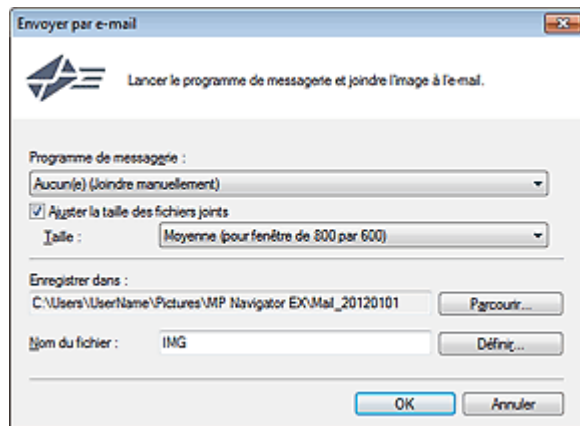 Envoyer par e-mail
Lancer le programme de messagerie et joindre l'image à l'e-mail.
Programme de messagerie :
Aucun(e) (Joindre manuellement)
Ajuster la taille des fichiers joints
Taille : Moyenne (pour fenêtre de 800 par 600)
Enregistrer dans :
C:\Users\UserName\Pictures\MP Navigator EX\Mail_20120101 Parcourir...
Nom du fichier : IMG Définir...
OK Annuler